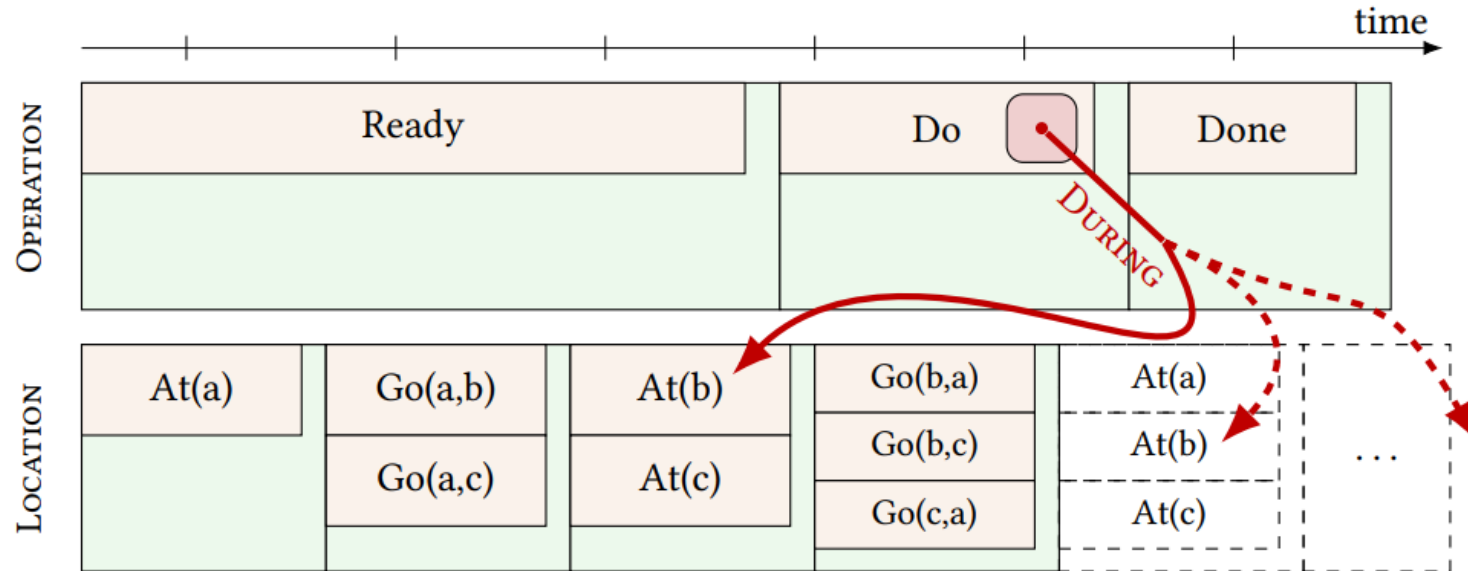 time
OPERATION
Ready
Do
Done
DURING
LOCATION
At(a)
Go(a,b)
Go(a,c)
At(b)
At(c)
Go(b,a)
Go(b,c)
Go(c,a)
At(a)
At(b)
At(c)
...